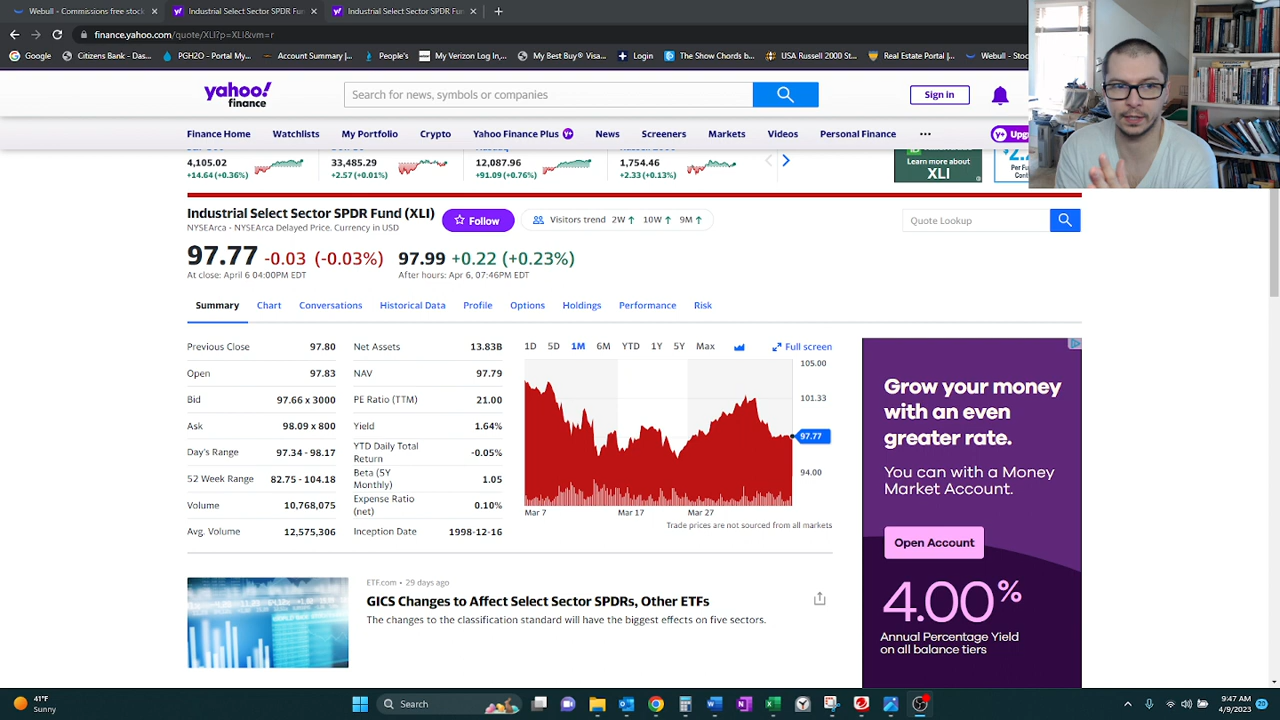 Webull - Commissions free stock
Industrial Select Sector SPDR Fun
Industrial Select Sector SPDR Fun
finance.yahoo.com/quote/XLI?p=XLI&vm=r
Google
Citizens Bank - Das...
PGH2O - Portal My...
Account Summary |...
Verizon Log In,...
My Best Buy - Visa...
Login
The Show Chords b...
USA Russell 2000 St...
Real Estate Portal |...
Webull - Stoc
yahoo!
finance
Search for news, symbols or companies
Sign in
Finance Home
Watchlists
My Portfolio
Crypto
Yahoo Finance Plus
News
Screeners
Markets
Videos
Personal Finance
...
Upg
4,105.02
+14.64 (+0.36%)
33,485.29
+2.57 (+0.01%)
12,087.96
+91.09 (+0.76%)
1,754.46
+2.33 (+0.13%)
Learn more about
XLI
Industrial Select Sector SPDR Fund (XLI)
Follow
Visitors trend 2W↑ 10W↑ 9M↑
Quote Lookup
NYSEArca - NYSEArca Delayed Price. Currency in USD
97.77 -0.03 (-0.03%) 97.99 +0.22 (+0.23%)
At close: April 6 04:00PM EDT
After hours: Apr 6, 07:46PM EDT
Summary
Chart
Conversations
Historical Data
Profile
Options
Holdings
Performance
Risk
Previous Close 97.80
Open 97.83
Bid 97.66 x 3000
Ask 98.09 x 800
Day's Range 97.34 - 98.17
52 Week Range 82.75 - 104.18
Volume 10,768,075
Avg. Volume 12,575,306
Net Assets 13.83B
NAV 97.79
PE Ratio (TTM) 21.00
Yield 1.64%
YTD Daily Total
Return -0.05%
Beta (5Y
Monthly) 1.05
Expense Ratio
(net) 0.10%
Inception Date 1998-12-16
1D 5D 1M 6M YTD 1Y 5Y Max
Full screen
105.00
101.33
97.77
94.00
Mar 7
Mar 17
Mar 27
Trade prices are not sourced from all markets
Grow your money
with an even
greater rate.
You can with a Money
Market Account.
Open Account
4.00%
Annual Percentage Yield
on all balance tiers
ETF.com • 29 days ago
GICS Changes to Affect Select Sector SPDRs, Other ETFs
The changes to the classification standard will have the biggest effects on five sectors.
41°F
Sunny
Search
9:47 AM
4/9/2023
20